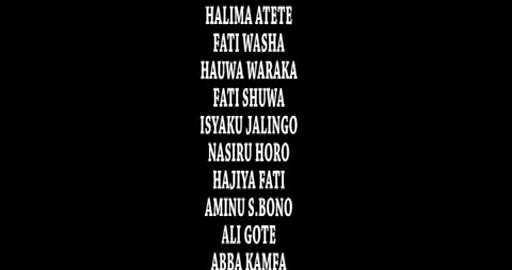 HALIMA ATETE
FATI WASHA
HAUWA WARAKA
FATI SHUWA
ISYAKU JALINGO
NASIRU HORO
HAJIYA FATI
AMINU S.BONO
ALI GOTE
ABBA KAMFA